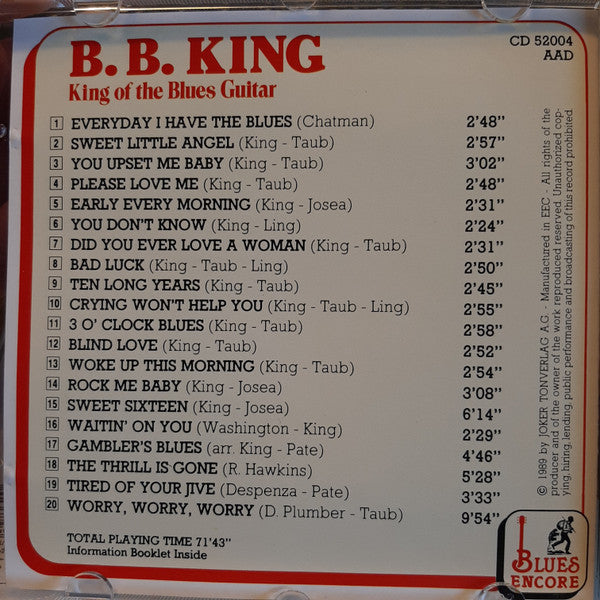 B. B. KING
King of the Blues Guitar
CD 52004
AAD
1 EVERYDAY I HAVE THE BLUES (Chatman) 2'48"
2 SWEET LITTLE ANGEL (King - Taub) 2'57"
3 YOU UPSET ME BABY (King - Taub) 3'02"
4 PLEASE LOVE ME (King - Taub) 2'48"
5 EARLY EVERY MORNING (King - Josea) 2'31"
6 YOU DON'T KNOW (King - Ling) 2'24"
7 DID YOU EVER LOVE A WOMAN (King - Taub) 2'31"
8 BAD LUCK (King - Taub - Ling) 2'50"
9 TEN LONG YEARS (King - Taub) 2'45"
10 CRYING WON'T HELP YOU (King - Taub - Ling) 2'55"
11 3 O' CLOCK BLUES (King - Taub) 2'58"
12 BLIND LOVE (King - Taub) 2'52"
13 WOKE UP THIS MORNING (King - Taub) 2'54"
14 ROCK ME BABY (King - Josea) 3'08"
15 SWEET SIXTEEN (King - Josea) 6'14"
16 WAITIN' ON YOU (Washington - King) 2'29"
17 GAMBLER'S BLUES (arr. King - Pate) 4'46"
18 THE THRILL IS GONE (R. Hawkins) 5'28"
19 TIRED OF YOUR JIVE (Despenza - Pate) 3'33"
20 WORRY, WORRY, WORRY (D. Plumber - Taub) 9'54"
TOTAL PLAYING TIME 71'43"
Information Booklet Inside
© 1989 by JOKER TONVERLAG A.G. - Manufactured in EEC - All rights of the
producer and of the owner of the work reproduced reserved. Unauthorized cop-
ying, hiring, lending, public performance and broadcasting of this record prohibited
BLUES
ENCORE